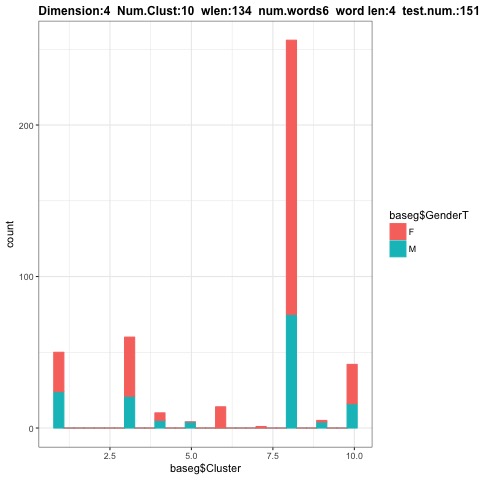 Dimension:4  Num.Clust:10  wlen:134  num.words6  word len:4  test.num.:151
count
200
100
0
2.5
5.0
7.5
10.0
baseg$Cluster
baseg$GenderT
F
M